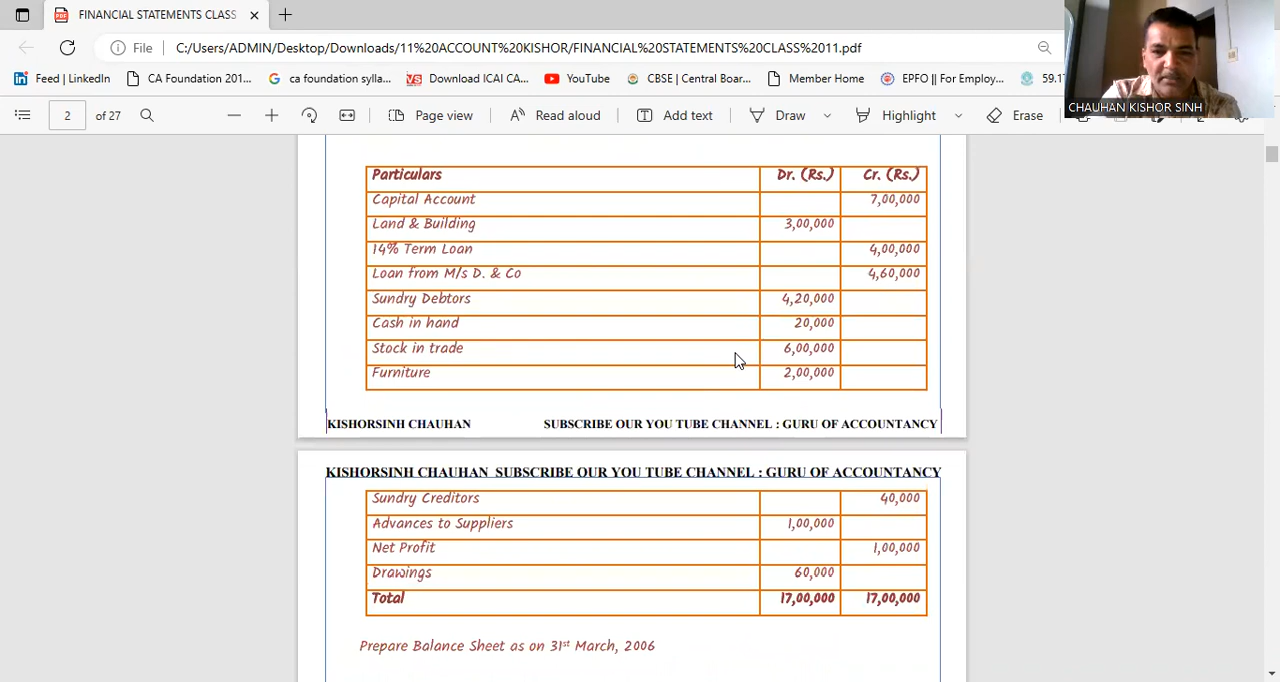 FINANCIAL STATEMENTS CLASS
File C:/Users/ADMIN/Desktop/Downloads/11%20ACCOUNT%20KISHOR/FINANCIAL%20STATEMENTS%20CLASS%2011.pdf
Feed | LinkedIn CA Foundation 201... ca foundation sylla... Download ICAI CA... YouTube CBSE | Central Boar... Member Home EPFO || For Employ... 59.1
CHAUHAN KISHOR SINH
2 of 27 Page view Read aloud Add text Draw Highlight Erase
Particulars Dr. (Rs.) Cr. (Rs.)
Capital Account 7,00,000
Land & Building 3,00,000
14% Term Loan 4,00,000
Loan from M/s D. & Co 4,60,000
Sundry Debtors 4,20,000
Cash in hand 20,000
Stock in trade 6,00,000
Furniture 2,00,000
KISHORSINH CHAUHAN SUBSCRIBE OUR YOU TUBE CHANNEL : GURU OF ACCOUNTANCY
KISHORSINH CHAUHAN SUBSCRIBE OUR YOU TUBE CHANNEL : GURU OF ACCOUNTANCY
Sundry Creditors 40,000
Advances to Suppliers 1,00,000
Net Profit 1,00,000
Drawings 60,000
Total 17,00,000 17,00,000
Prepare Balance Sheet as on 31st March, 2006